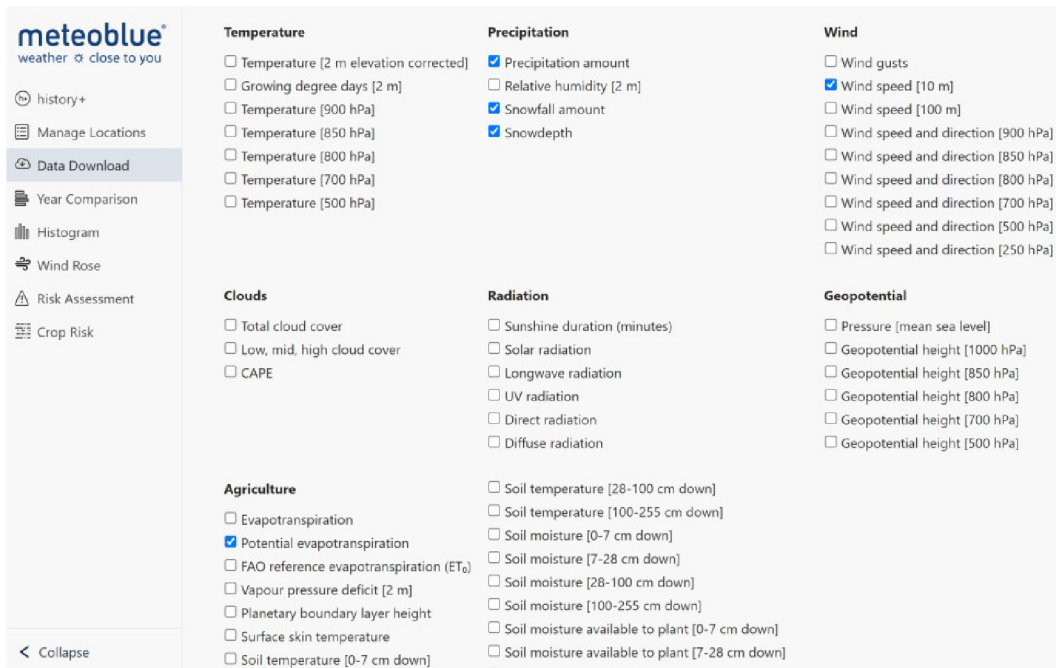 meteoblue®
weather ☼ close to you
history+
Manage Locations
Data Download
Year Comparison
Histogram
Wind Rose
Risk Assessment
Crop Risk
Collapse
Temperature
Temperature [2 m elevation corrected]
Growing degree days [2 m]
Temperature [900 hPa]
Temperature [850 hPa]
Temperature [800 hPa]
Temperature [700 hPa]
Temperature [500 hPa]
Precipitation
Precipitation amount
Relative humidity [2 m]
Snowfall amount
Snowdepth
Wind
Wind gusts
Wind speed [10 m]
Wind speed [100 m]
Wind speed and direction [900 hPa]
Wind speed and direction [850 hPa]
Wind speed and direction [800 hPa]
Wind speed and direction [700 hPa]
Wind speed and direction [500 hPa]
Wind speed and direction [250 hPa]
Clouds
Total cloud cover
Low, mid, high cloud cover
CAPE
Radiation
Sunshine duration (minutes)
Solar radiation
Longwave radiation
UV radiation
Direct radiation
Diffuse radiation
Geopotential
Pressure [mean sea level]
Geopotential height [1000 hPa]
Geopotential height [850 hPa]
Geopotential height [800 hPa]
Geopotential height [700 hPa]
Geopotential height [500 hPa]
Agriculture
Evapotranspiration
Potential evapotranspiration
FAO reference evapotranspiration (ET₀)
Vapour pressure deficit [2 m]
Planetary boundary layer height
Surface skin temperature
Soil temperature [0-7 cm down]
Soil temperature [28-100 cm down]
Soil temperature [100-255 cm down]
Soil moisture [0-7 cm down]
Soil moisture [7-28 cm down]
Soil moisture [28-100 cm down]
Soil moisture [100-255 cm down]
Soil moisture available to plant [0-7 cm down]
Soil moisture available to plant [7-28 cm down]